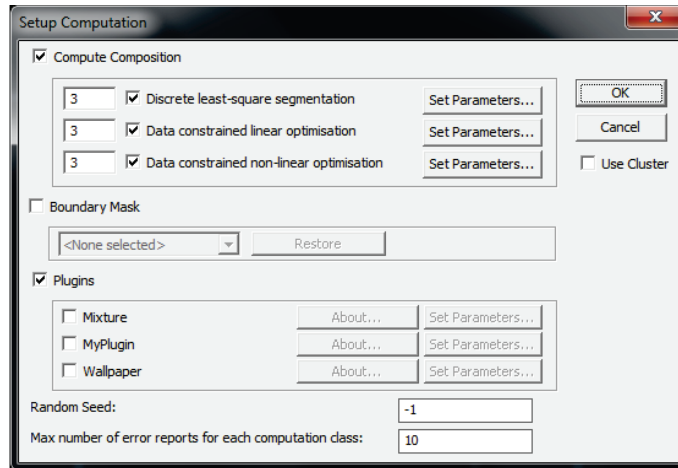 Setup Computation
Compute Composition
3 Discrete least-square segmentation Set Parameters... OK
3 Data constrained linear optimisation Set Parameters... Cancel
3 Data constrained non-linear optimisation Set Parameters... Use Cluster
Boundary Mask
<None selected> Restore
Plugins
Mixture About... Set Parameters...
MyPlugin About... Set Parameters...
Wallpaper About... Set Parameters...
Random Seed: -1
Max number of error reports for each computation class: 10